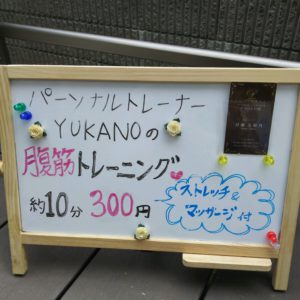 パーソナルトレーナー
YUKANOの
腹筋トレーニング
約10分 300円
ストレッチ&
マッサージ付